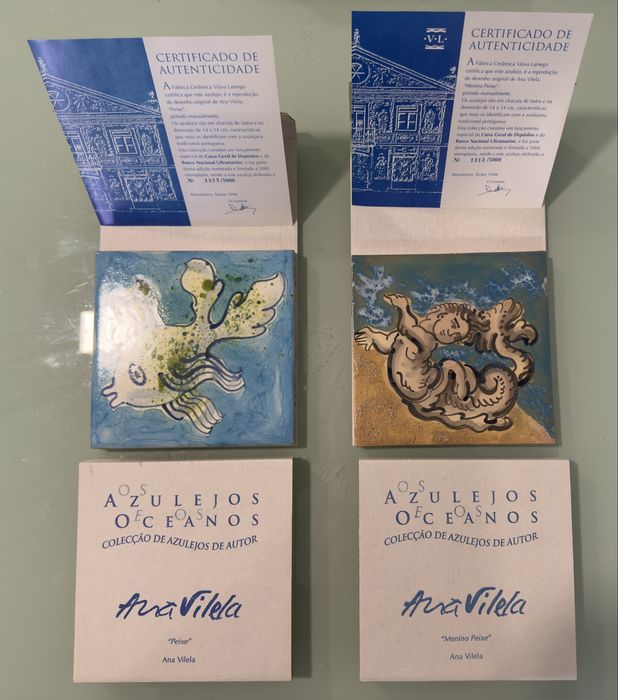 CERTIFICADO DE
AUTENTICIDADE
A Fábrica Cerâmica Viúva Lamego
certifica que este azulejo, é a reprodução
do desenho original de Ana Vilela,
"Peixe",
pintado manualmente.
Os azulejos são em chacota de lastra e na
dimensão de 14 x 14 cm, características
que mais os identificam com a azulejaria
tradicional portuguesa.
Esta colecção constitui um lançamento
especial da Caixa Geral de Depósitos e do
Banco Nacional Ultramarino, e faz parte
duma edição numerada e limitada a 5000
exemplares, sendo a este azulejo atribuído o
Nº 1313/5000
Abrunheira, Sintra 1998
O Gerente
·V·L·
CERTIFICADO DE
AUTENTICIDADE
A Fábrica Cerâmica Viúva Lamego
certifica que este azulejo, é a reprodução
do desenho original de Ana Vilela,
"Menino Peixe",
pintado manualmente.
Os azulejos são em chacota de lastra e na
dimensão de 14 x 14 cm, características
que mais os identificam com a azulejaria
tradicional portuguesa.
Esta colecção constitui um lançamento
especial da Caixa Geral de Depósitos e do
Banco Nacional Ultramarino, e faz parte
duma edição numerada e limitada a 5000
exemplares, sendo a este azulejo atribuído o
Nº 1313/5000
Abrunheira, Sintra 1998
O Gerente
OS
AZULEJOS
E OS
OCEANOS
COLECÇÃO DE AZULEJOS DE AUTOR
Ana Vilela
"Peixe"
Ana Vilela
OS
AZULEJOS
E OS
OCEANOS
COLECÇÃO DE AZULEJOS DE AUTOR
Ana Vilela
"Menino Peixe"
Ana Vilela